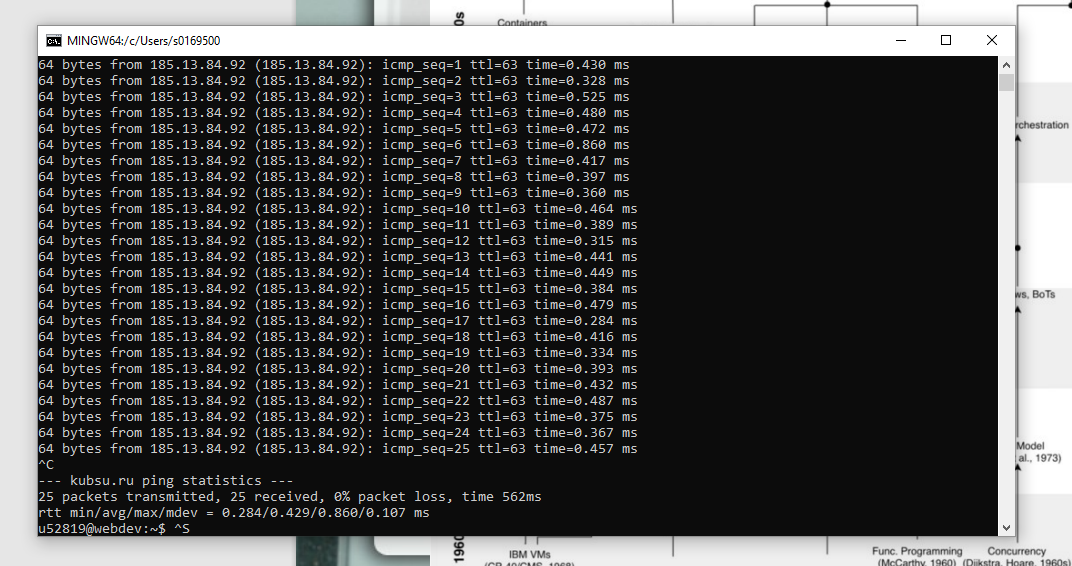 0s
Containers
MINGW64:/c/Users/s0169500
64 bytes from 185.13.84.92 (185.13.84.92): icmp_seq=1 ttl=63 time=0.430 ms
64 bytes from 185.13.84.92 (185.13.84.92): icmp_seq=2 ttl=63 time=0.328 ms
64 bytes from 185.13.84.92 (185.13.84.92): icmp_seq=3 ttl=63 time=0.525 ms
64 bytes from 185.13.84.92 (185.13.84.92): icmp_seq=4 ttl=63 time=0.480 ms
64 bytes from 185.13.84.92 (185.13.84.92): icmp_seq=5 ttl=63 time=0.472 ms
64 bytes from 185.13.84.92 (185.13.84.92): icmp_seq=6 ttl=63 time=0.860 ms
64 bytes from 185.13.84.92 (185.13.84.92): icmp_seq=7 ttl=63 time=0.417 ms
64 bytes from 185.13.84.92 (185.13.84.92): icmp_seq=8 ttl=63 time=0.397 ms
64 bytes from 185.13.84.92 (185.13.84.92): icmp_seq=9 ttl=63 time=0.360 ms
64 bytes from 185.13.84.92 (185.13.84.92): icmp_seq=10 ttl=63 time=0.464 ms
64 bytes from 185.13.84.92 (185.13.84.92): icmp_seq=11 ttl=63 time=0.389 ms
64 bytes from 185.13.84.92 (185.13.84.92): icmp_seq=12 ttl=63 time=0.315 ms
64 bytes from 185.13.84.92 (185.13.84.92): icmp_seq=13 ttl=63 time=0.441 ms
64 bytes from 185.13.84.92 (185.13.84.92): icmp_seq=14 ttl=63 time=0.449 ms
64 bytes from 185.13.84.92 (185.13.84.92): icmp_seq=15 ttl=63 time=0.384 ms
64 bytes from 185.13.84.92 (185.13.84.92): icmp_seq=16 ttl=63 time=0.479 ms
64 bytes from 185.13.84.92 (185.13.84.92): icmp_seq=17 ttl=63 time=0.284 ms
64 bytes from 185.13.84.92 (185.13.84.92): icmp_seq=18 ttl=63 time=0.416 ms
64 bytes from 185.13.84.92 (185.13.84.92): icmp_seq=19 ttl=63 time=0.334 ms
64 bytes from 185.13.84.92 (185.13.84.92): icmp_seq=20 ttl=63 time=0.393 ms
64 bytes from 185.13.84.92 (185.13.84.92): icmp_seq=21 ttl=63 time=0.432 ms
64 bytes from 185.13.84.92 (185.13.84.92): icmp_seq=22 ttl=63 time=0.487 ms
64 bytes from 185.13.84.92 (185.13.84.92): icmp_seq=23 ttl=63 time=0.375 ms
64 bytes from 185.13.84.92 (185.13.84.92): icmp_seq=24 ttl=63 time=0.367 ms
64 bytes from 185.13.84.92 (185.13.84.92): icmp_seq=25 ttl=63 time=0.457 ms
^C
--- kubsu.ru ping statistics ---
25 packets transmitted, 25 received, 0% packet loss, time 562ms
rtt min/avg/max/mdev = 0.284/0.429/0.860/0.107 ms
u52819@webdev:~$ ^S
rchestration
ws, BoTs
Model
al., 1973)
1960
IBM VMs
(CP-40/CMS, 1968)
Func. Programming
(McCarthy, 1960)
Concurrency
(Dijkstra, Hoare, 1960s)